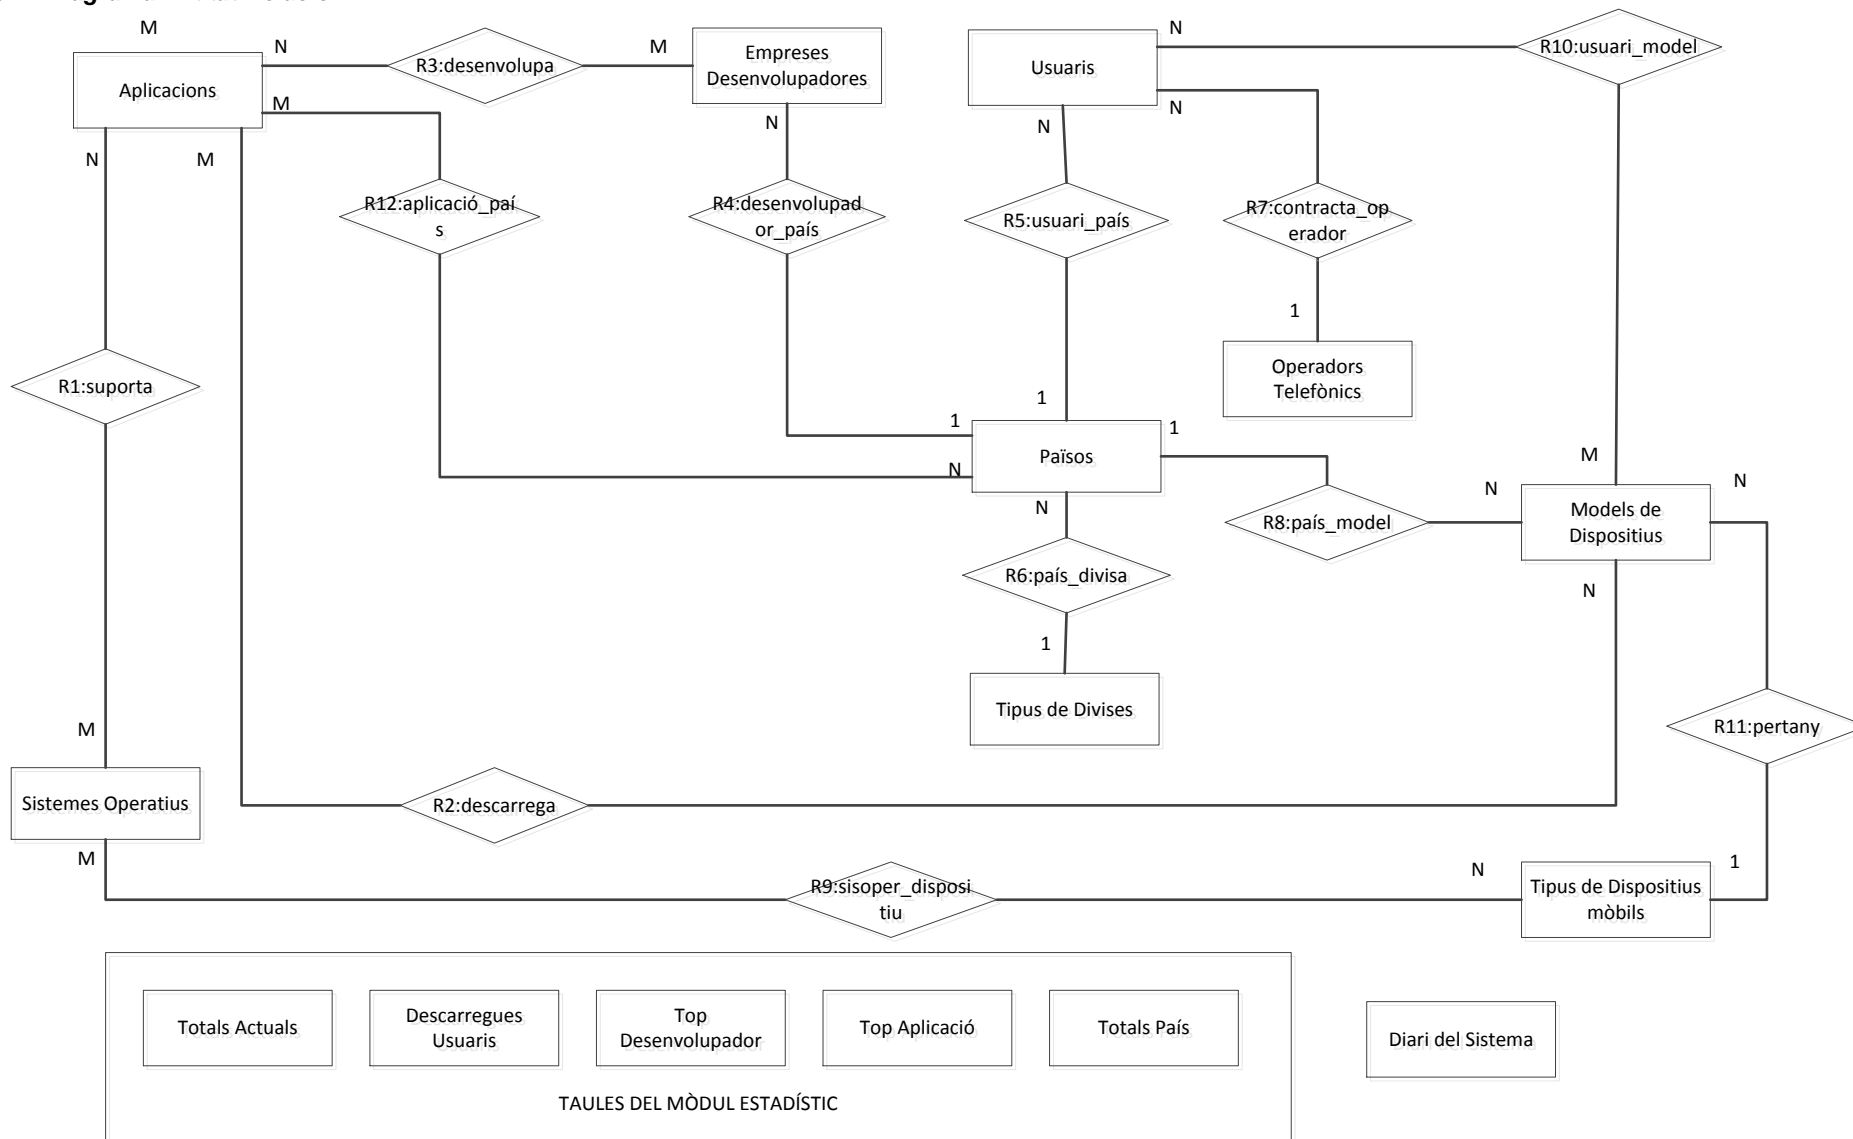 M
N
R3:desenvolupa
M
Empreses
Desenvolupadores
Aplicacions
M
N
M
N
R12:aplicació_paí
s
R4:desenvolupad
or_país
Usuaris
N
N
N
R10:usuari_model
R5:usuari_país
R7:contracta_op
erador
1
Operadors
Telefònics
R1:suporta
1
1
1
N
Països
N
R8:país_model
N
M
N
Models de
Dispositius
N
R6:país_divisa
1
Tipus de Divises
R11:pertany
M
Sistemes Operatius
M
R2:descarrega
R9:sisoper_disposi
tiu
N
1
Tipus de Dispositius
mòbils
Totals Actuals
Descarregues
Usuaris
Top
Desenvolupador
Top Aplicació
Totals País
Diari del Sistema
TAULES DEL MÒDUL ESTADÍSTIC